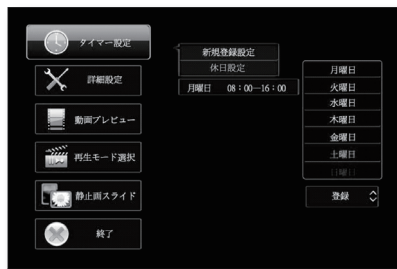 タイマー設定
詳細設定
動画プレビュー
再生モード選択
静止画スライド
終了
新規登録設定
休日設定
月曜日 08：00―16：00
月曜日
火曜日
水曜日
木曜日
金曜日
土曜日
日曜日
登録